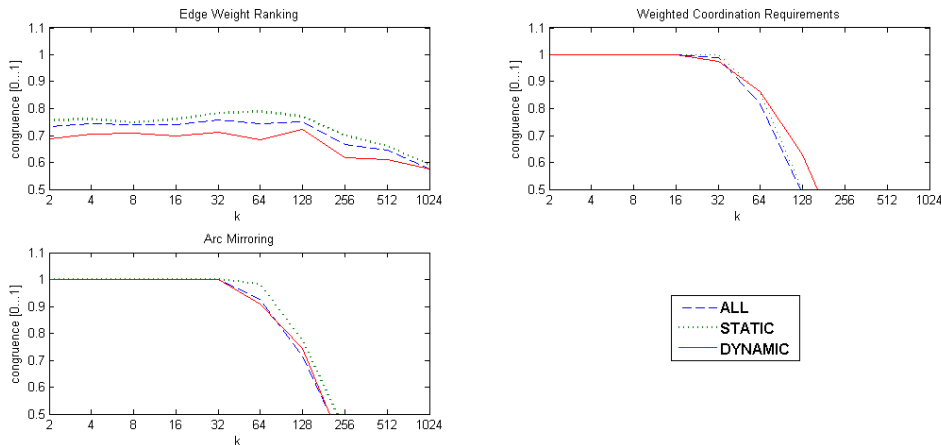 Edge Weight Ranking
1.1
1
0.9
0.8
0.7
0.6
0.5
congruence [0...1]
2 4 8 16 32 64 128 256 512 1024
k
Weighted Coordination Requirements
1.1
1
0.9
0.8
0.7
0.6
0.5
congruence [0...1]
2 4 8 16 32 64 128 256 512 1024
k
Arc Mirroring
1.1
1
0.9
0.8
0.7
0.6
0.5
congruence [0...1]
2 4 8 16 32 64 128 256 512 1024
k
ALL
STATIC
DYNAMIC